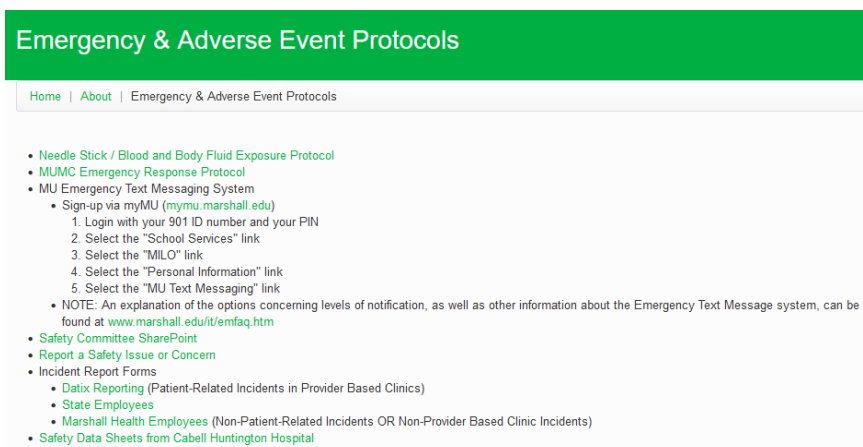 Emergency & Adverse Event Protocols
Home | About | Emergency & Adverse Event Protocols
• Needle Stick / Blood and Body Fluid Exposure Protocol
• MUMC Emergency Response Protocol
• MU Emergency Text Messaging System
• Sign-up via myMU (mymu.marshall.edu)
1. Login with your 901 ID number and your PIN
2. Select the "School Services" link
3. Select the "MILO" link
4. Select the "Personal Information" link
5. Select the "MU Text Messaging" link
• NOTE: An explanation of the options concerning levels of notification, as well as other information about the Emergency Text Message system, can be
found at www.marshall.edu/it/emfaq.htm
• Safety Committee SharePoint
• Report a Safety Issue or Concern
• Incident Report Forms
• Datix Reporting (Patient-Related Incidents in Provider Based Clinics)
• State Employees
• Marshall Health Employees (Non-Patient-Related Incidents OR Non-Provider Based Clinic Incidents)
• Safety Data Sheets from Cabell Huntington Hospital